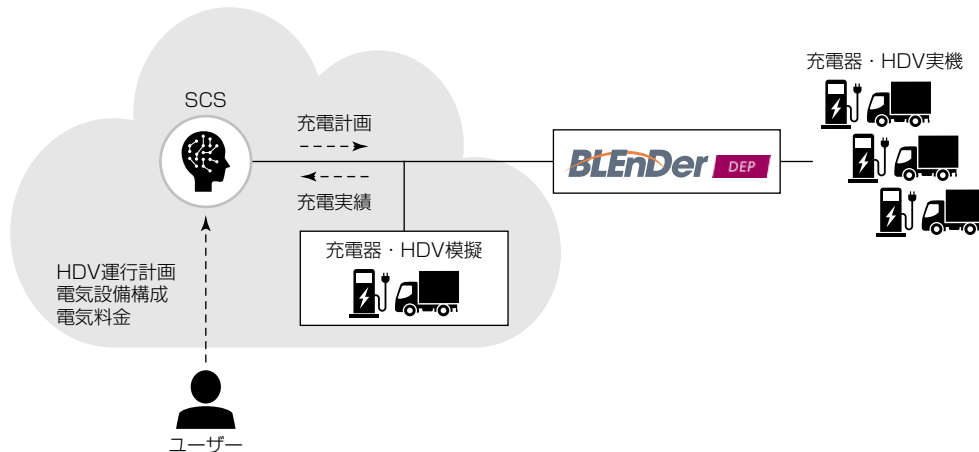 充電器・HDV実機
SCS
充電計画
BLEnDer DEP
充電実績
充電器・HDV模擬
HDV運行計画
電気設備構成
電気料金
ユーザー